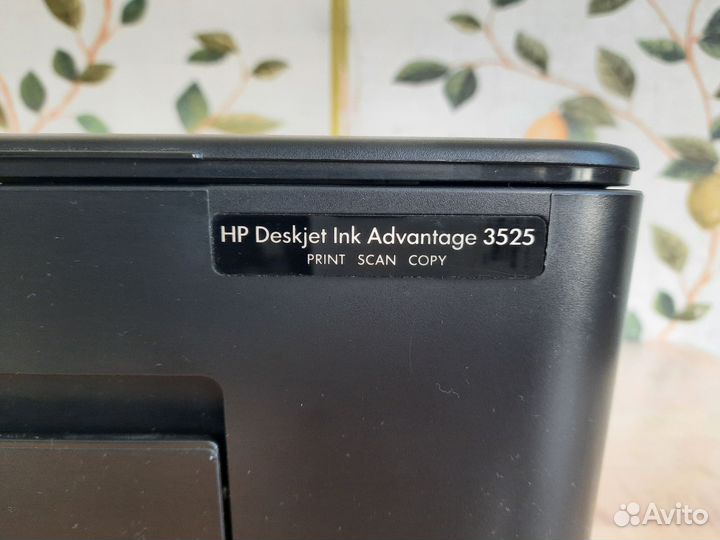 HP Deskjet Ink Advantage 3525
PRINT SCAN COPY
Avito